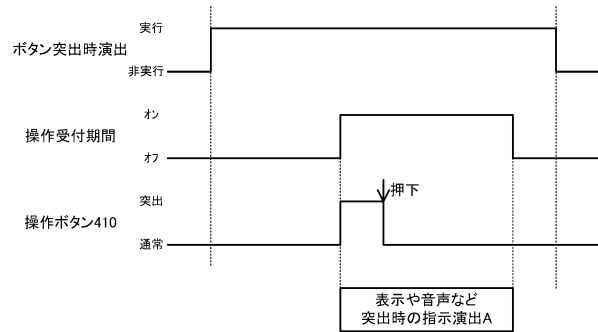 実行
ボタン突出時演出
非実行
オン
操作受付期間
オフ
突出
押下
操作ボタン410
通常
表示や音声など
突出時の指示演出A